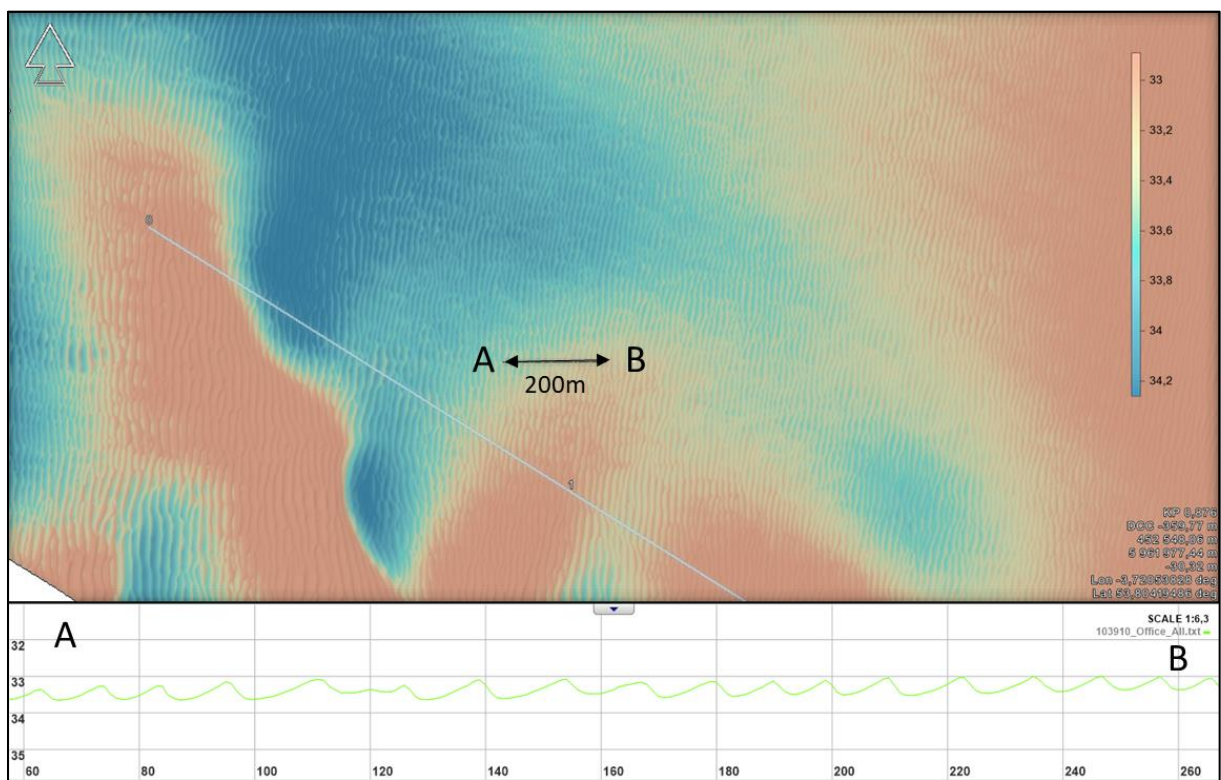 0
33
33,2
33,4
33,6
33,8
34
34,2
A B
200m
1
KP 0,876
DCC -359,77 m
452 548,06 m
5 961 977,44 m
-30,32 m
Lon -3,72053828 deg
Lat 53,80419486 deg
SCALE 1:6,3
103910_Office_All.txt
A
B
32
33
34
35
60 80 100 120 140 160 180 200 220 240 260